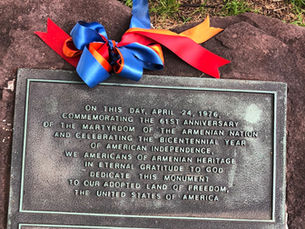 ON THIS DAY, APRIL 24, 1976,
COMMEMORATING THE 61ST ANNIVERSARY
OF THE MARTYRDOM OF THE ARMENIAN NATION
AND CELEBRATING THE BICENTENNIAL YEAR
OF AMERICAN INDEPENDENCE,
WE AMERICANS OF ARMENIAN HERITAGE
IN ETERNAL GRATITUDE TO GOD
DEDICATE THIS MONUMENT
TO OUR ADOPTED LAND OF FREEDOM,
THE UNITED STATES OF AMERICA